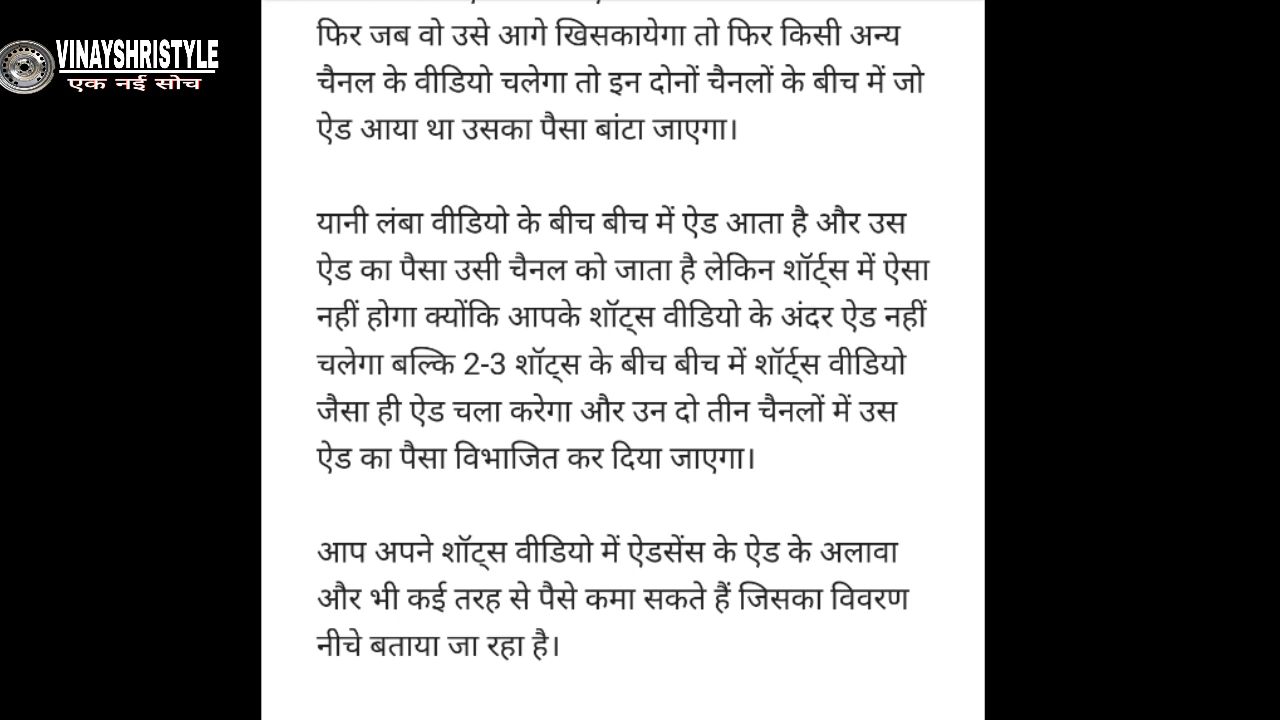 VINAYSHRISTYLE
एक नई सोच
फिर जब वो उसे आगे खिसकायेगा तो फिर किसी अन्य
चैनल के वीडियो चलेगा तो इन दोनों चैनलों के बीच में जो
ऐड आया था उसका पैसा बांटा जाएगा।
यानी लंबा वीडियो के बीच बीच में ऐड आता है और उस
ऐड का पैसा उसी चैनल को जाता है लेकिन शॉर्ट्स में ऐसा
नहीं होगा क्योंकि आपके शॉट्स वीडियो के अंदर ऐड नहीं
चलेगा बल्कि 2-3 शॉट्स के बीच बीच में शॉर्ट्स वीडियो
जैसा ही ऐड चला करेगा और उन दो तीन चैनलों में उस
ऐड का पैसा विभाजित कर दिया जाएगा।
आप अपने शॉट्स वीडियो में ऐडसेंस के ऐड के अलावा
और भी कई तरह से पैसे कमा सकते हैं जिसका विवरण
नीचे बताया जा रहा है।